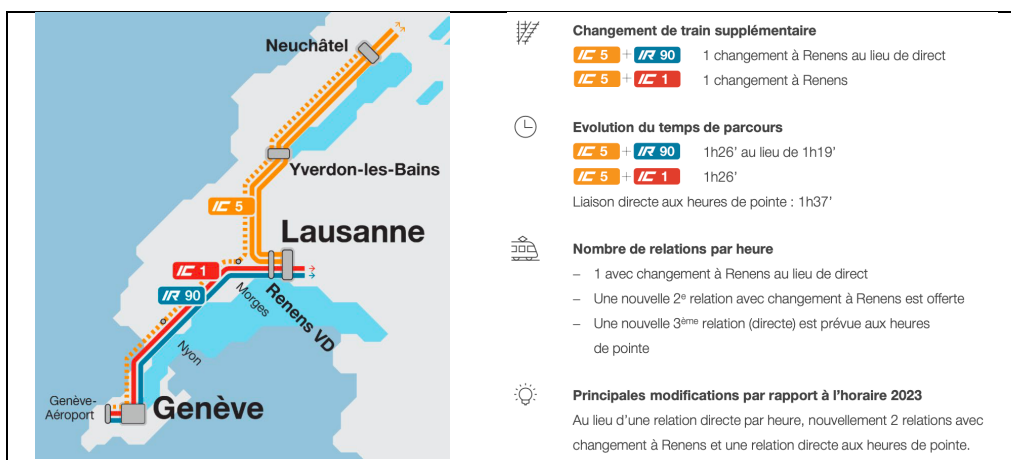 Neuchâtel
Yverdon-les-Bains
IC 5
Lausanne
IC 1
IR 90
Morges
Renens VD
Nyon
Genève-
Aéroport
Genève
Changement de train supplémentaire
IC 5 + IR 90 1 changement à Renens au lieu de direct
IC 5 + IC 1 1 changement à Renens
Evolution du temps de parcours
IC 5 + IR 90 1h26’ au lieu de 1h19’
IC 5 + IC 1 1h26’
Liaison directe aux heures de pointe : 1h37’
Nombre de relations par heure
– 1 avec changement à Renens au lieu de direct
– Une nouvelle 2e relation avec changement à Renens est offerte
– Une nouvelle 3ème relation (directe) est prévue aux heures
de pointe
Principales modifications par rapport à l’horaire 2023
Au lieu d’une relation directe par heure, nouvellement 2 relations avec
changement à Renens et une relation directe aux heures de pointe.